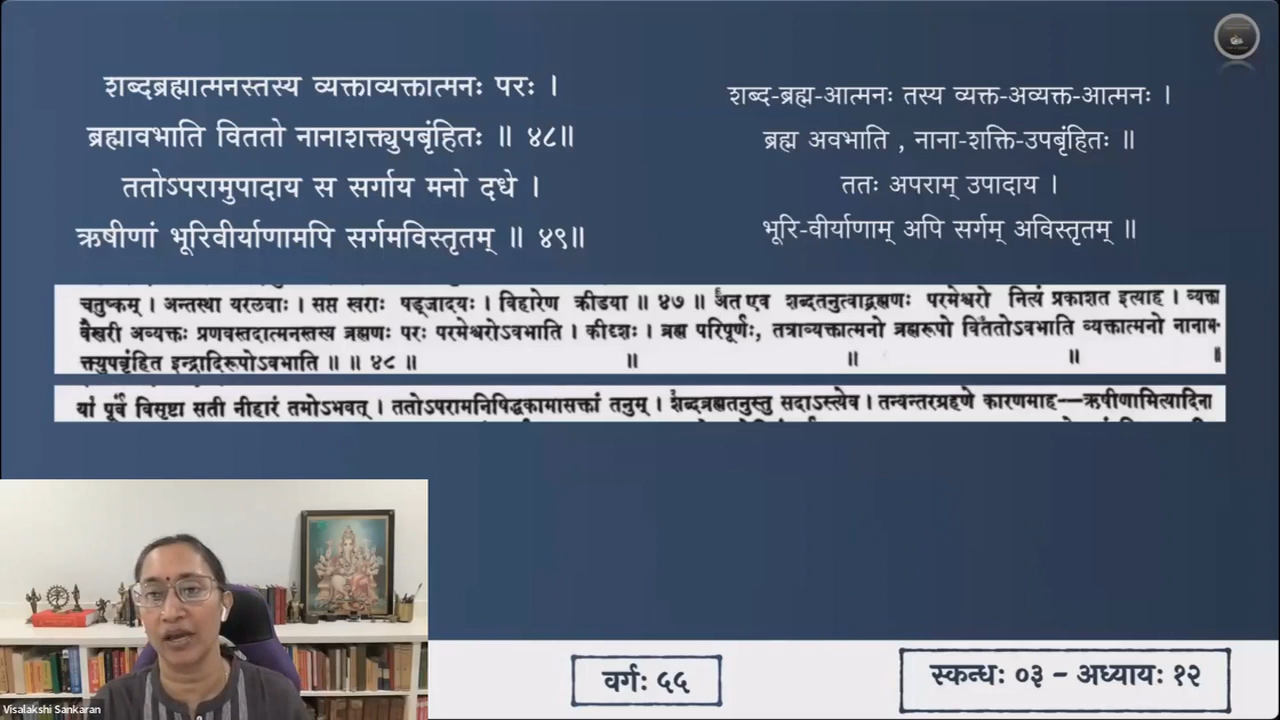 शब्दब्रह्मात्मनस्तस्य व्यक्ताव्यक्तात्मनः परः ।
ब्रह्मावभाति विततो नानाशक्त्युपबृंहितः ॥ ४८॥
ततोऽपरामुपादाय स सर्गाय मनो दधे ।
ऋषीणां भूरिवीर्याणामपि सर्गमविस्तृतम् ॥ ४९॥
शब्द-ब्रह्म-आत्मनः तस्य व्यक्त-अव्यक्त-आत्मनः ।
ब्रह्म अवभाति , नाना-शक्ति-उपबृंहितः ॥
ततः अपराम् उपादाय ।
भूरि-वीर्याणाम् अपि सर्गम् अविस्तृतम् ॥
चतुष्कम् । अन्तस्था यरलवाः । सप्त स्वराः षड्जादयः । विहारेण क्रीडया ॥ ४७ ॥ अत एव शब्दतनुत्वाद्ब्रह्मणः परमेश्वरो नित्यं प्रकाशत इत्याह । व्यक्ता
वैखरी अव्यक्तः प्रणवस्तदात्मनस्तस्य ब्रह्मणः परः परमेश्वरोऽवभाति । कीदृशः । ब्रह्म परिपूर्णः, तत्राव्यक्तात्मनो ब्रह्मरूपो विततोऽवभाति व्यक्तात्मनो नानाश-
क्त्युपबृंहित इन्द्रादिरूपोऽवभाति ॥ ॥ ४८ ॥ ॥ ॥ ॥ ॥
या पूर्वं विसृष्टा सती नीहारं तमोऽभवत् । ततोऽपरामनिषिद्धकामासक्तां तनुम् । शब्दब्रह्मतनुस्तु सदाऽस्त्येव । तन्वन्तरग्रहणे कारणमाह—ऋषीणामित्यादिना
Visalakshi Sankaran
वर्गः ५५
स्कन्धः ०३ – अध्यायः १२